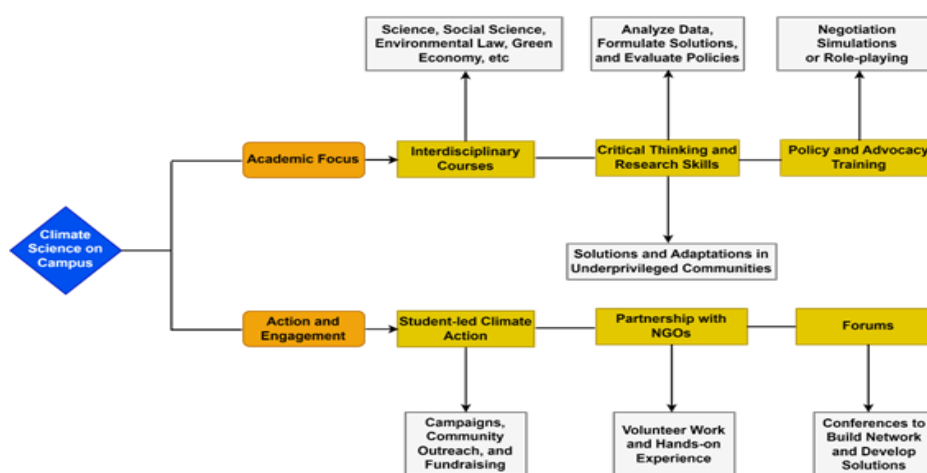 Science, Social Science,
Environmental Law, Green
Economy, etc
Analyze Data,
Formulate Solutions,
and Evaluate Policies
Negotiation
Simulations
or Role-playing
Academic Focus
Interdisciplinary
Courses
Critical Thinking and
Research Skills
Policy and Advocacy
Training
Climate
Science on
Campus
Solutions and Adaptations in
Underprivileged Communities
Action and
Engagement
Student-led Climate
Action
Partnership with
NGOs
Forums
Campaigns,
Community
Outreach, and
Fundraising
Volunteer Work
and Hands-on
Experience
Conferences to
Build Network
and Develop
Solutions